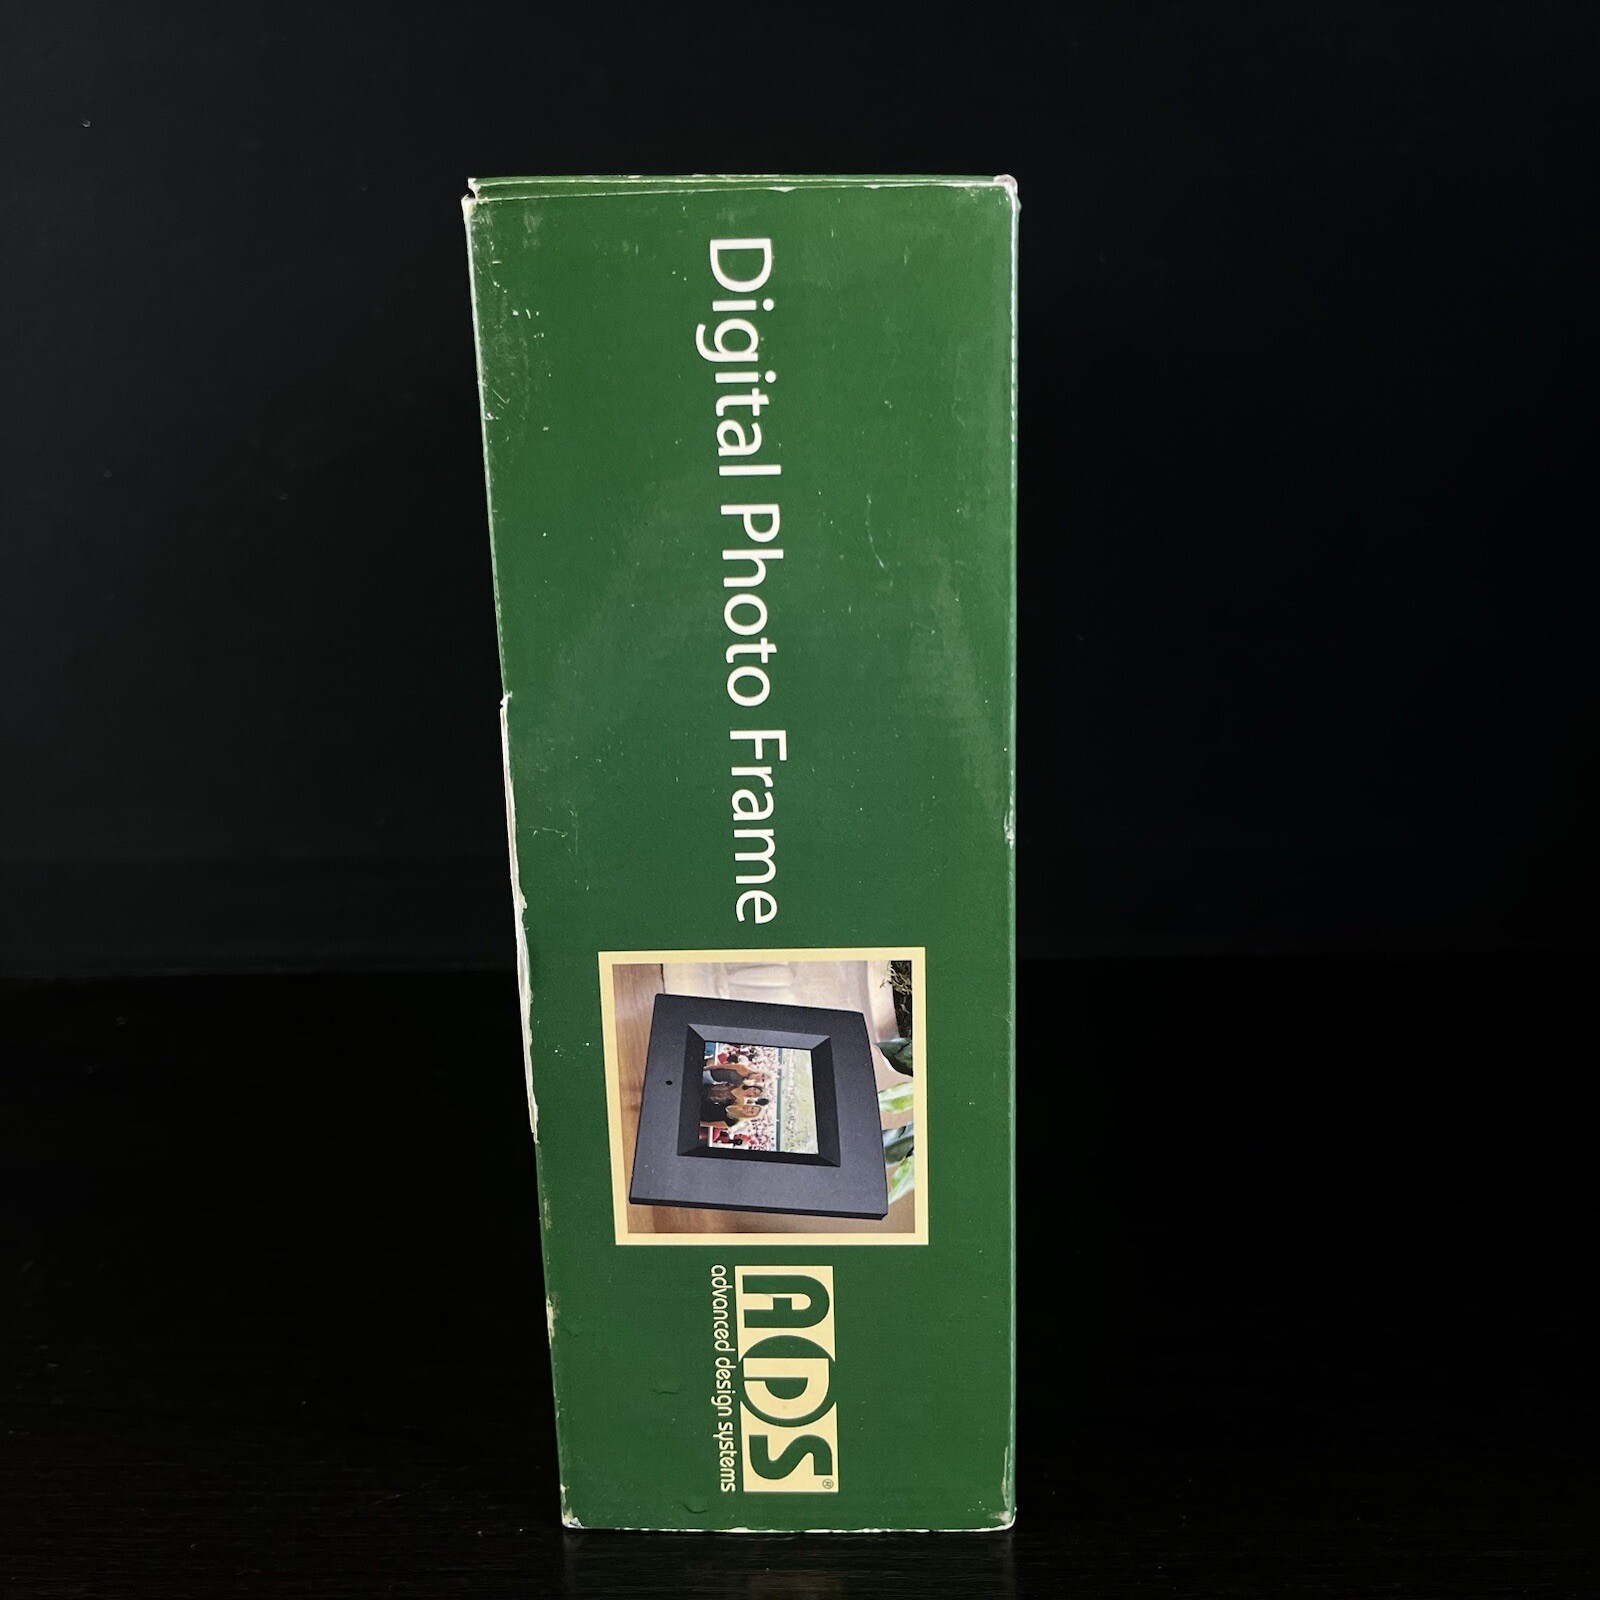 Digital Photo Frame
ADS®
advanced design systems